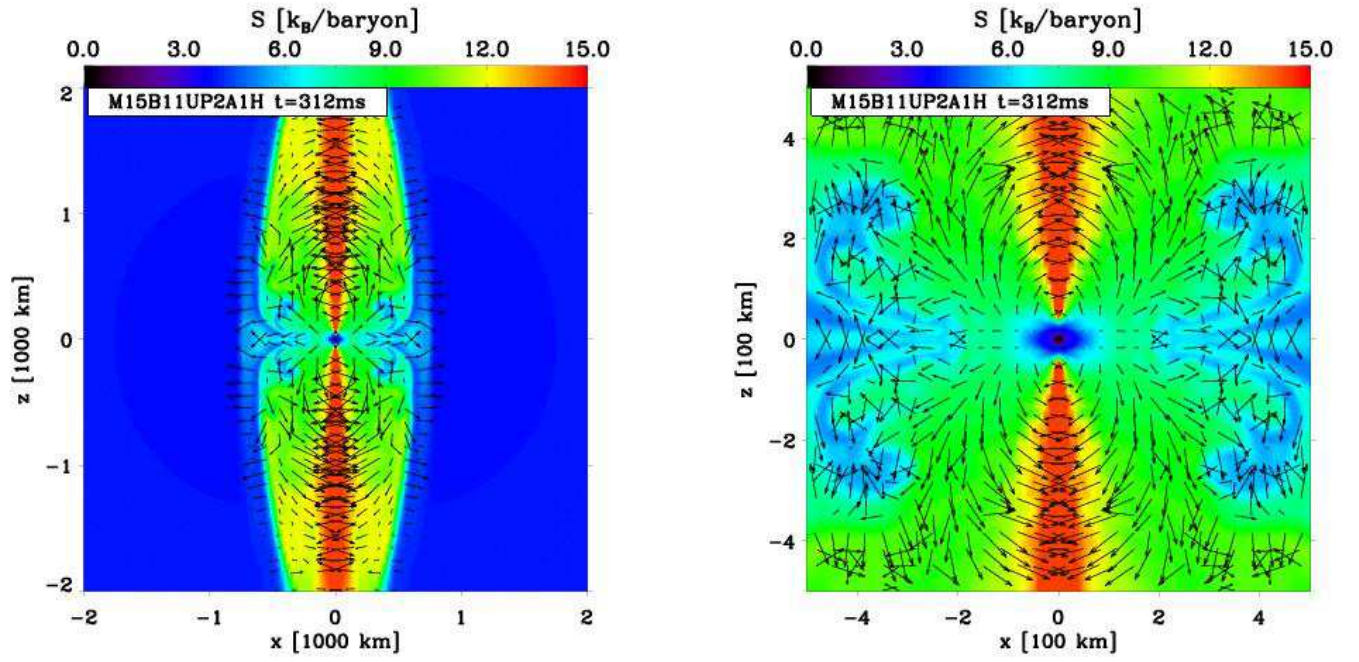 S [k_B/baryon]
0.0 3.0 6.0 9.0 12.0 15.0
M15B11UP2A1H t=312ms
2
1
0
-1
-2
z [1000 km]
-2 -1 0 1 2
x [1000 km]
S [k_B/baryon]
0.0 3.0 6.0 9.0 12.0 15.0
M15B11UP2A1H t=312ms
4
2
0
-2
-4
z [100 km]
-4 -2 0 2 4
x [100 km]